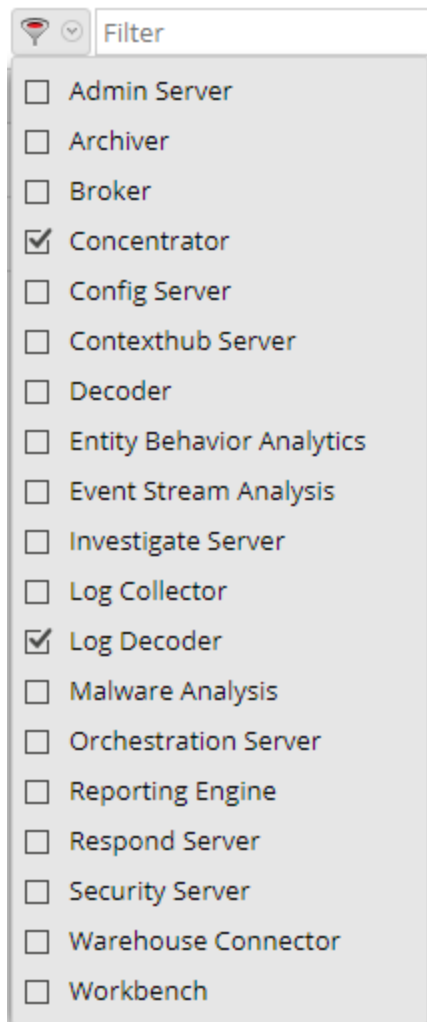 Filter
Admin Server
Archiver
Broker
Concentrator
Config Server
Contexthub Server
Decoder
Entity Behavior Analytics
Event Stream Analysis
Investigate Server
Log Collector
Log Decoder
Malware Analysis
Orchestration Server
Reporting Engine
Respond Server
Security Server
Warehouse Connector
Workbench